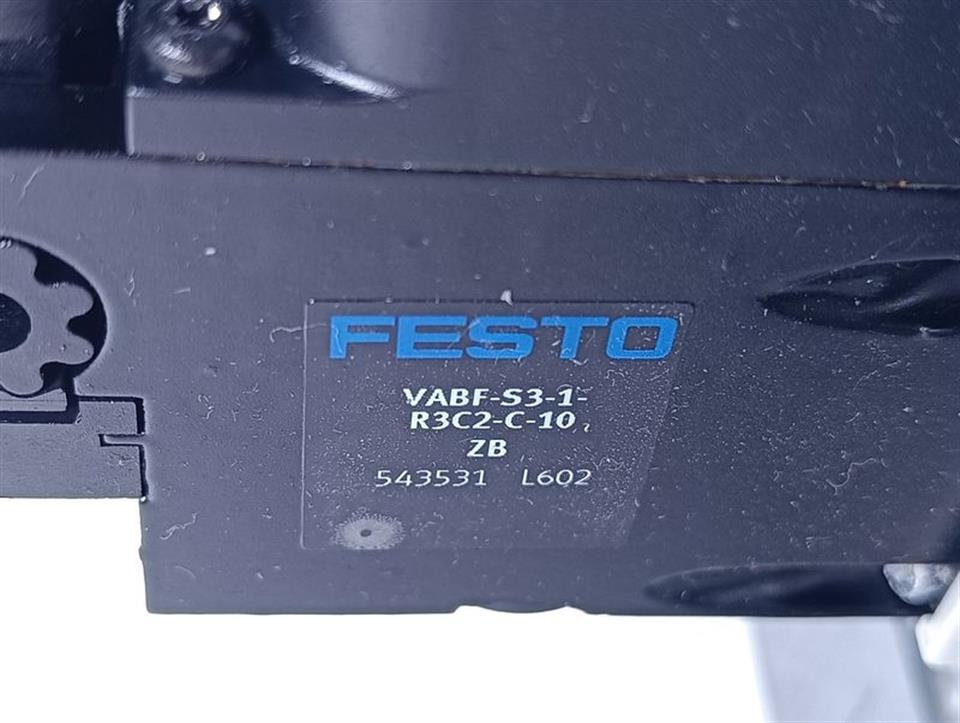 FESTO
VABF-S3-1-
R3C2-C-10
ZB
543531 L602